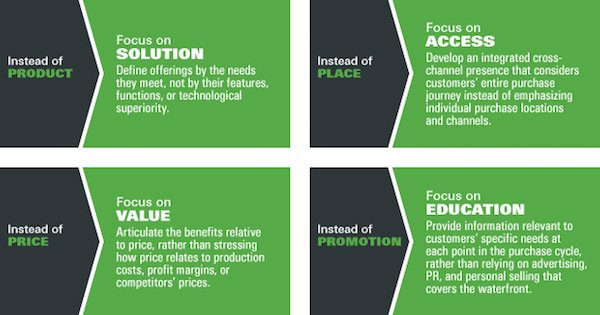 Instead of
PRODUCT
Focus on
SOLUTION
Define offerings by the needs
they meet, not by their features,
functions, or technological
superiority.
Instead of
PLACE
Focus on
ACCESS
Develop an integrated cross-
channel presence that considers
customers' entire purchase
journey instead of emphasizing
individual purchase locations
and channels.
Instead of
PRICE
Focus on
VALUE
Articulate the benefits relative
to price, rather than stressing
how price relates to production
costs, profit margins, or
competitors' prices.
Instead of
PROMOTION
Focus on
EDUCATION
Provide information relevant to
customers' specific needs at
each point in the purchase cycle,
rather than relying on advertising,
PR, and personal selling that
covers the waterfront.